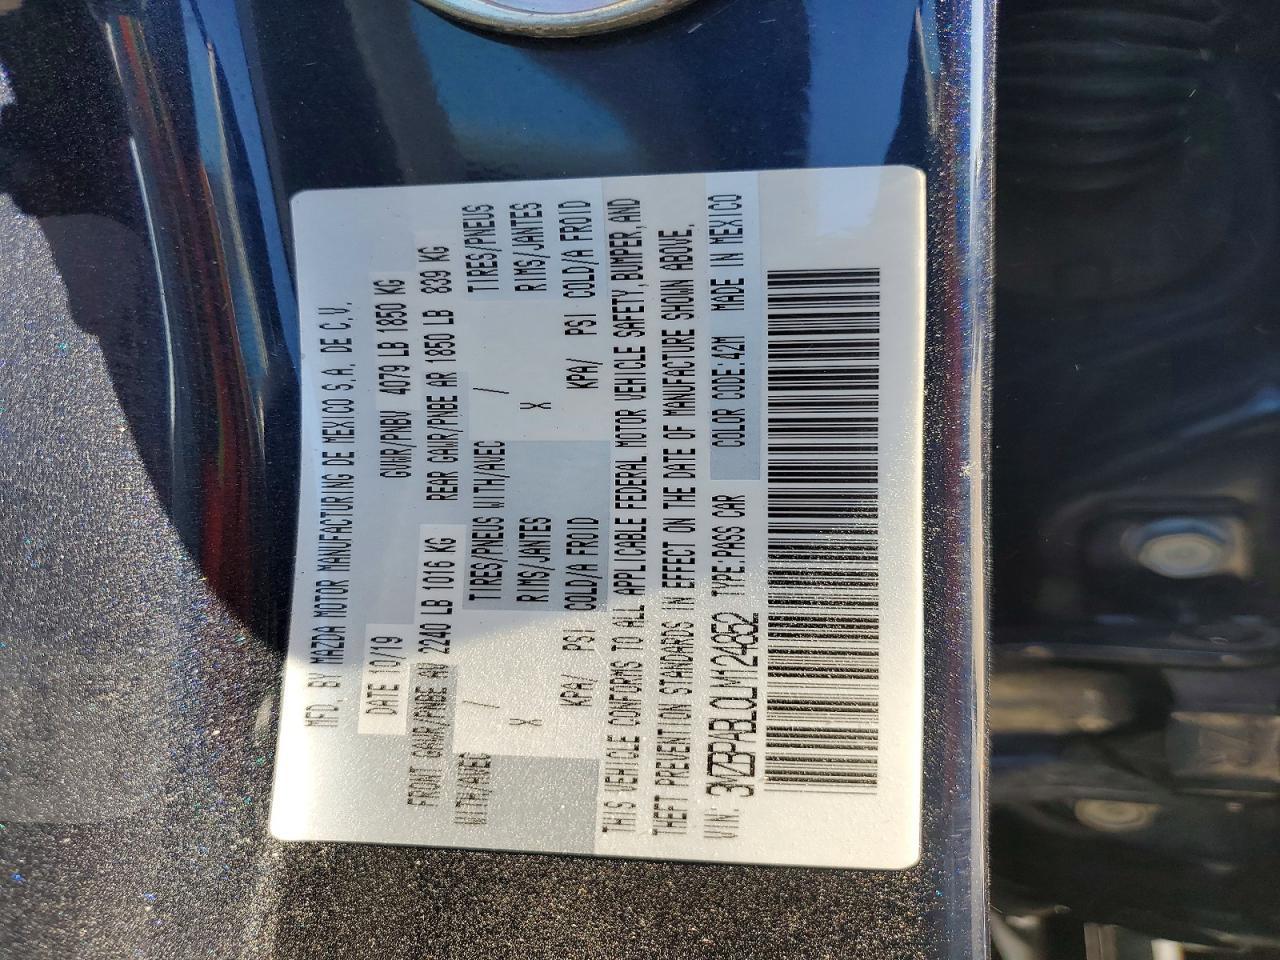 MFD. BY MAZDA MOTOR MANUFACTURING DE MEXICO S.A. DE C.V.
DATE 10/19 GVWR/PNBV 4079 LB 1850 KG
FRONT GAWR/PNBE AV 2240 LB 1016 KG REAR GAWR/PNBE AR 1850 LB 839 KG
WITH/AVEC / TIRES/PNEUS WITH/AVEC / TIRES/PNEUS
X RIMS/JANTES X RIMS/JANTES
KPA/ PSI COLD/A FROID KPA/ PSI COLD/A FROID
THIS VEHICLE CONFORMS TO ALL APPLICABLE FEDERAL MOTOR VEHICLE SAFETY, BUMPER, AND
THEFT PREVENTION STANDARDS IN EFFECT ON THE DATE OF MANUFACTURE SHOWN ABOVE.
VIN: 3MZBPABL0LM124852 TYPE:PASS CAR COLOR CODE:42M MADE IN MEXICO